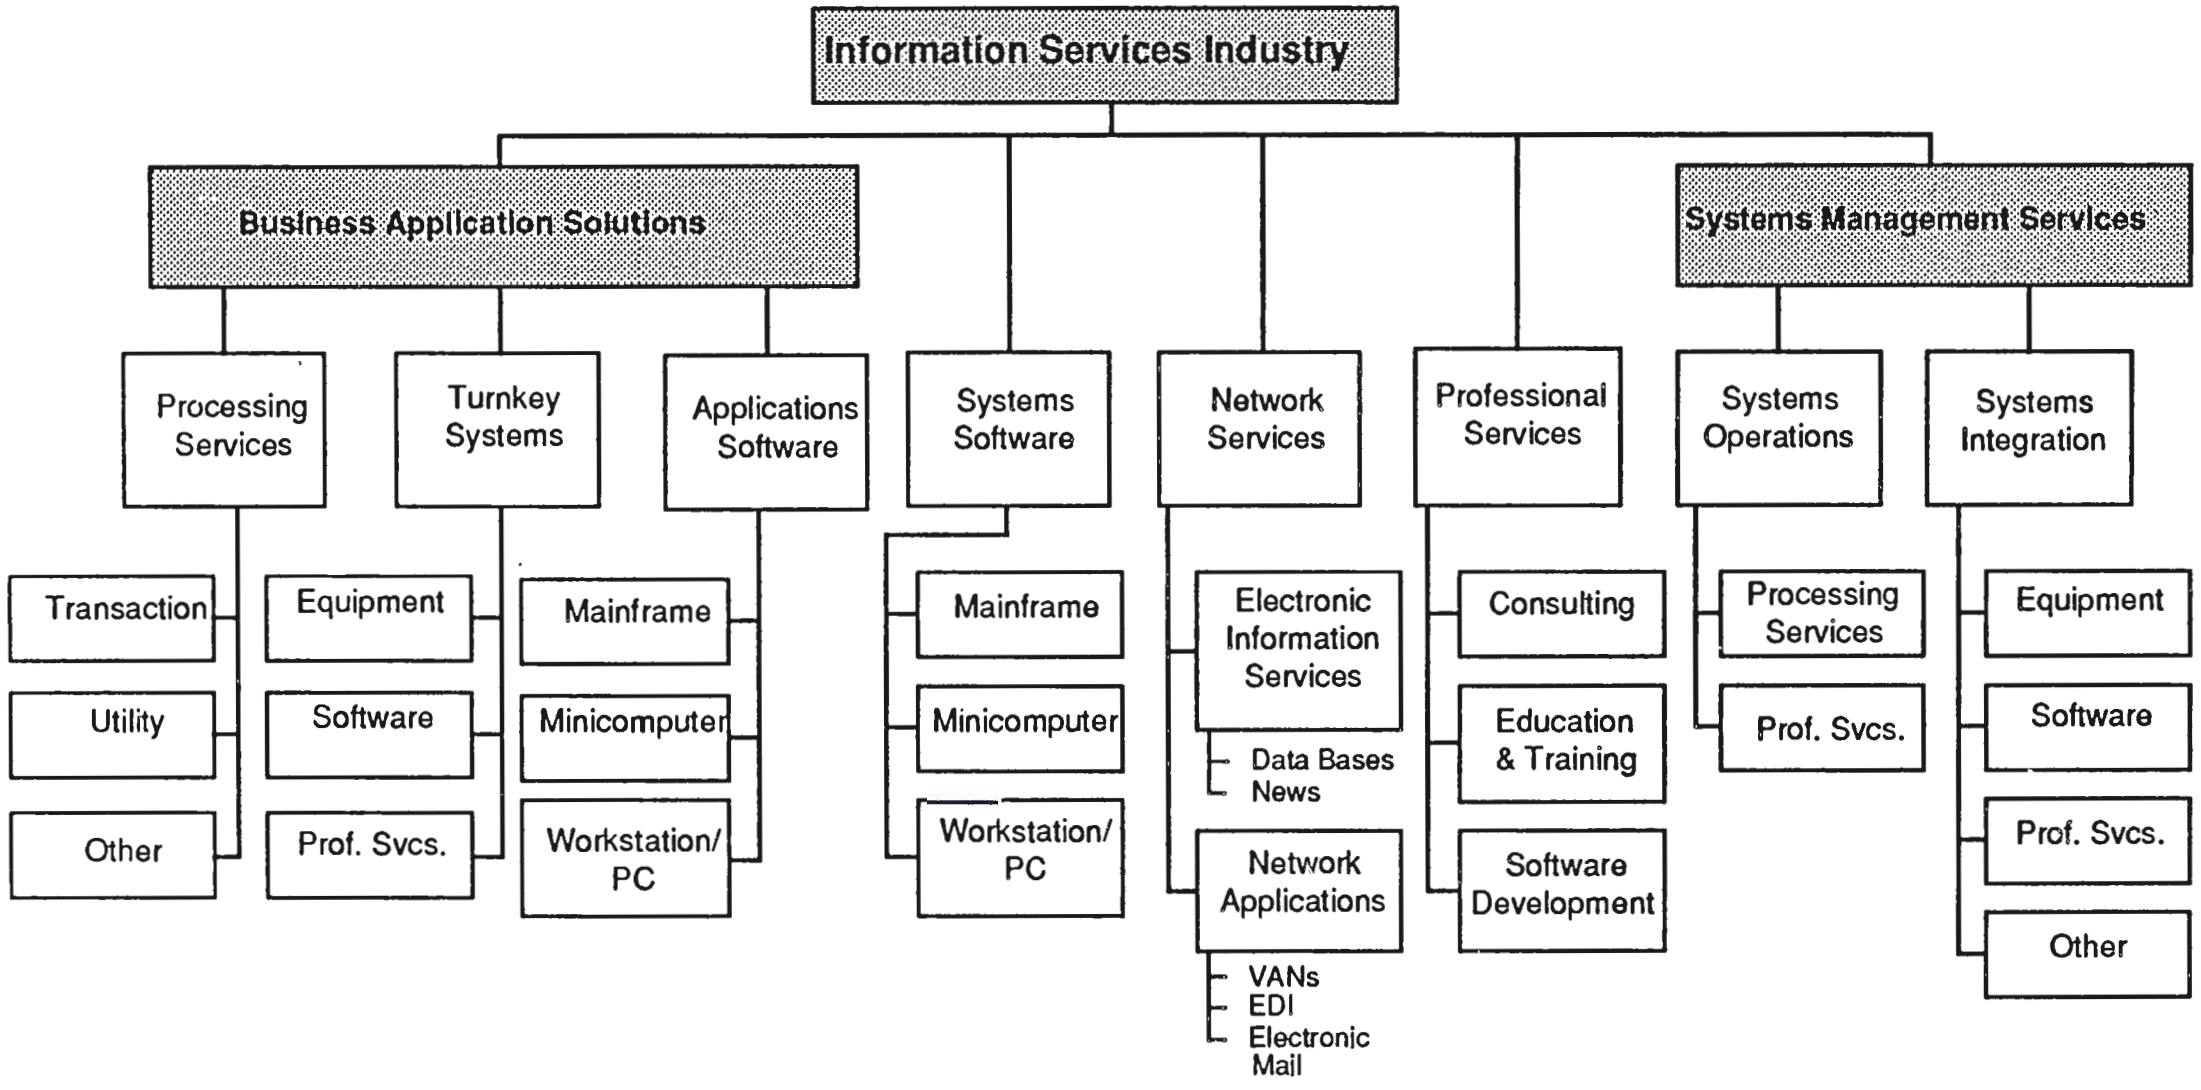 Information Services Industry
Business Application Solutions
Systems Management Services
Processing
Services
Turnkey
Systems
Applications
Software
Systems
Software
Network
Services
Professional
Services
Systems
Operations
Systems
Integration
Transaction
Utility
Other
Equipment
Software
Prof. Svcs.
Mainframe
Minicomputer
Workstation/
PC
Mainframe
Minicomputer
Workstation/
PC
Electronic
Information
Services
Data Bases
News
Network
Applications
VANs
EDI
Electronic
Mail
Consulting
Education
& Training
Software
Development
Processing
Services
Prof. Svcs.
Equipment
Software
Prof. Svcs.
Other